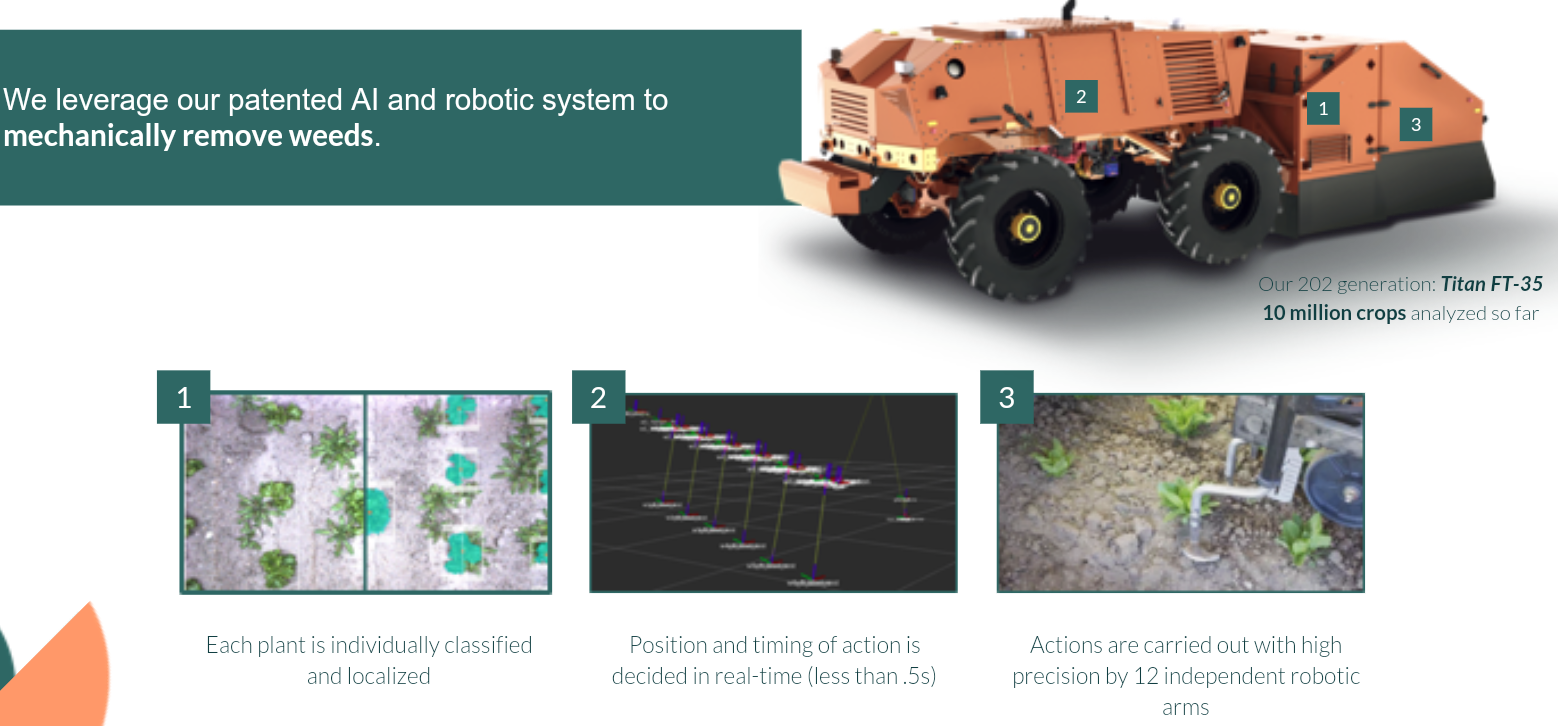 We leverage our patented AI and robotic system to
mechanically remove weeds.
2
1
3
Our 202 generation: Titan FT-35
10 million crops analyzed so far
1
2
3
Each plant is individually classified
and localized
Position and timing of action is
decided in real-time (less than .5s)
Actions are carried out with high
precision by 12 independent robotic
arms